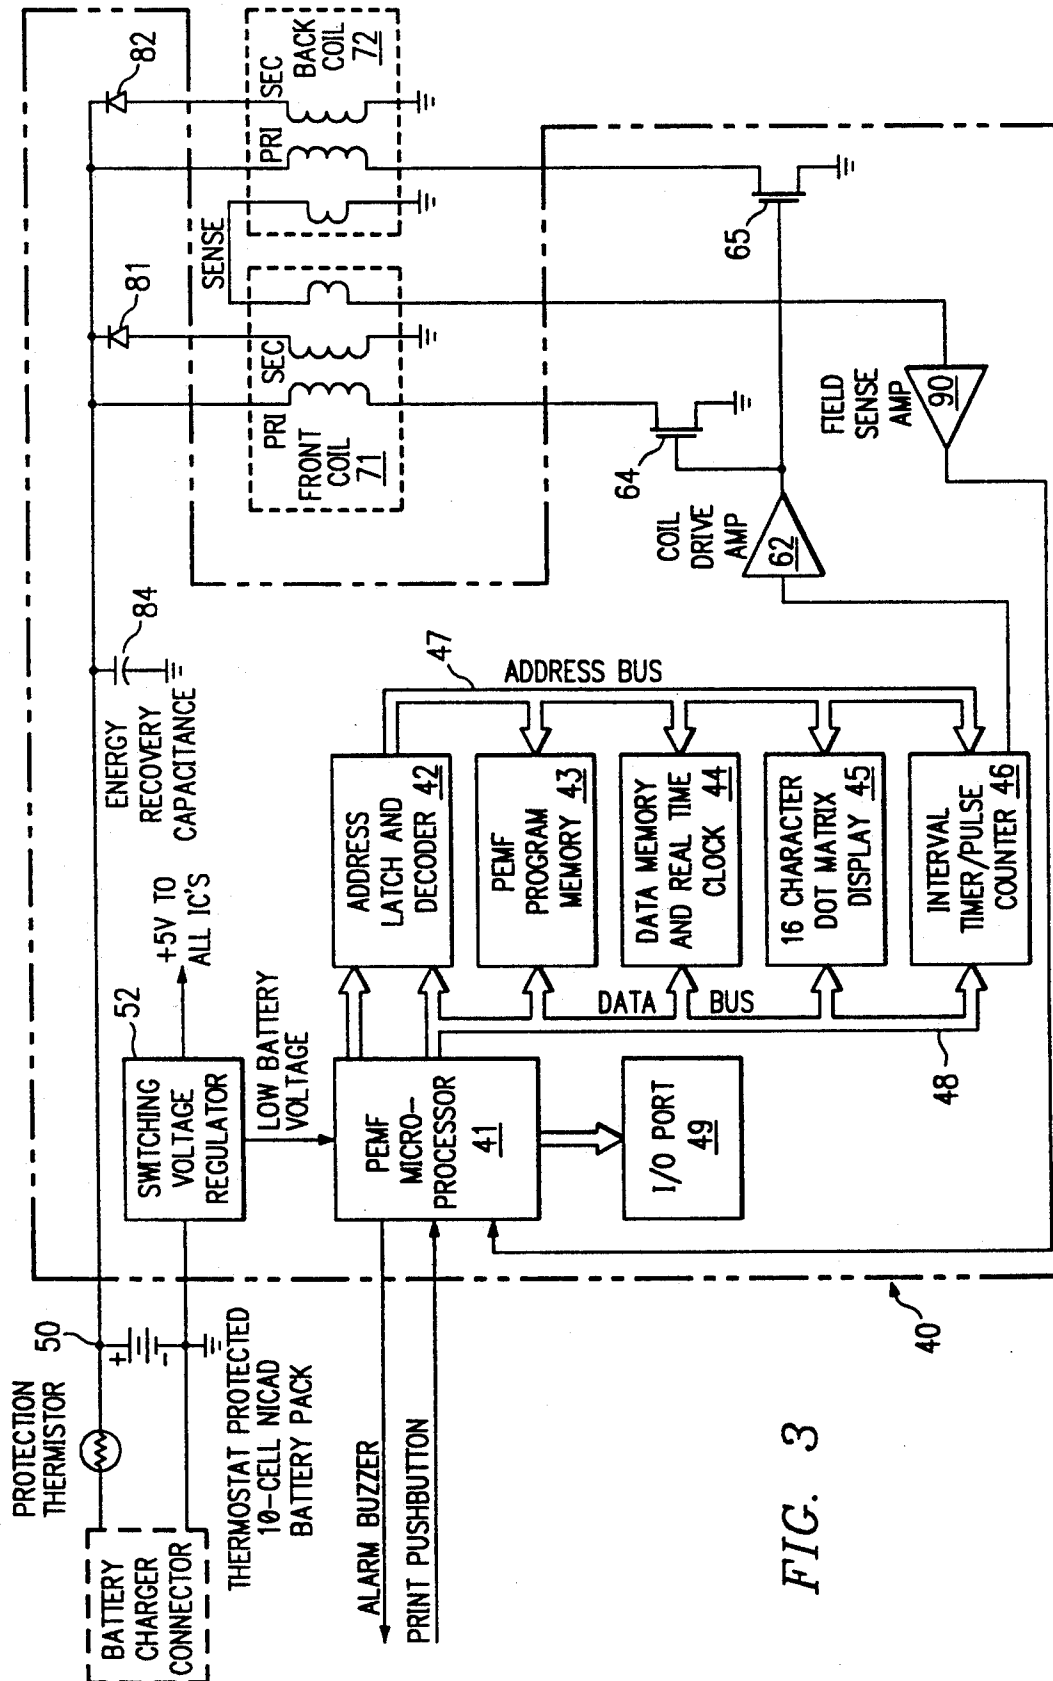 BATTERY
CHARGER
CONNECTOR
PROTECTION
THERMISTOR
50
+
-
THERMOSTAT PROTECTED
10-CELL NICAD
BATTERY PACK
ALARM BUZZER
PRINT PUSHBUTTON
40
52
SWITCHING
VOLTAGE
REGULATOR
+5V TO
ALL IC'S
LOW BATTERY
VOLTAGE
ENERGY
RECOVERY
CAPACITANCE
84
PEMF
MICRO-
PROCESSOR
41
I/O PORT
49
ADDRESS
LATCH AND
DECODER 42
PEMF
PROGRAM
MEMORY 43
DATA MEMORY
AND REAL TIME
CLOCK 44
16 CHARACTER
DOT MATRIX
DISPLAY 45
INTERVAL
TIMER/PULSE
COUNTER 46
DATA BUS
48
47
ADDRESS BUS
COIL
DRIVE
AMP
62
64
65
FIELD
SENSE
AMP
90
PRI
SEC
FRONT
COIL
71
81
SENSE
PRI
SEC
BACK
COIL
72
82
FIG. 3